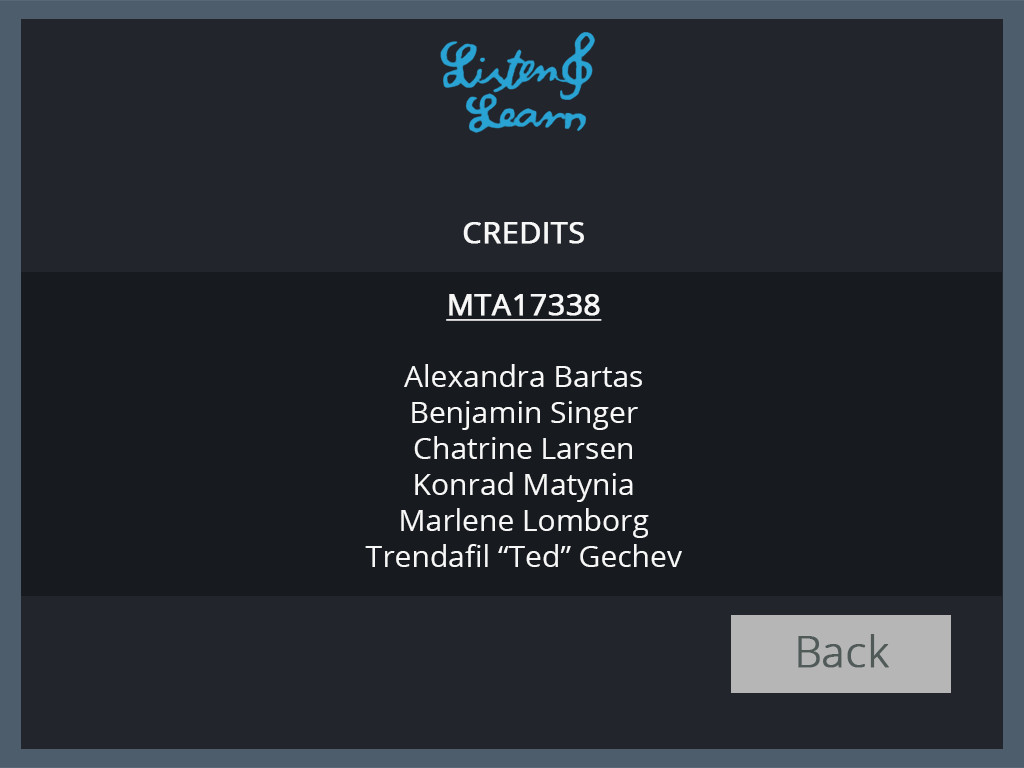 Listen
Learn
CREDITS
MTA17338
Alexandra Bartas
Benjamin Singer
Chatrine Larsen
Konrad Matynia
Marlene Lomborg
Trendafil “Ted” Gechev
Back